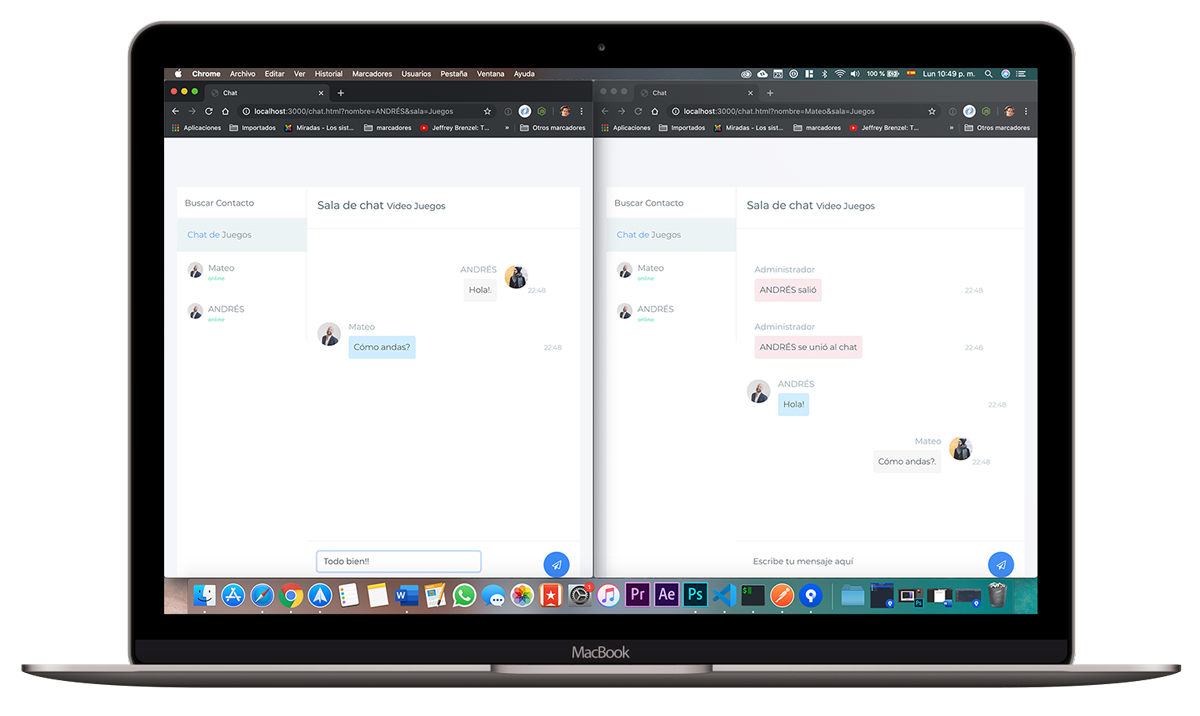 Chrome Archivo Editar Ver Historial Marcadores Usuarios Pestaña Ventana Ayuda
100 % Lun 10:49 p. m.
Chat
localhost:3000/chat.html?nombre=ANDRÉS&sala=Juegos
Aplicaciones Importados Miradas - Los sist... marcadores Jeffrey Brenzel: T... » Otros marcadores
Buscar Contacto
Sala de chat Video Juegos
Chat de Juegos
Mateo
online
ANDRÉS
online
ANDRÉS
Hola!.
22:48
Mateo
Cómo andas?
22:48
Todo bien!!
Chat
localhost:3000/chat.html?nombre=Mateo&sala=Juegos
Aplicaciones Importados Miradas - Los sist... marcadores Jeffrey Brenzel: T... » Otros marcadores
Buscar Contacto
Sala de chat Video Juegos
Chat de Juegos
Mateo
online
ANDRÉS
online
Administrador
ANDRÉS salió
22:48
Administrador
ANDRÉS se unió al chat
22:48
ANDRÉS
Hola!
22:48
Mateo
Cómo andas?.
22:48
Escribe tu mensaje aquí
W
1
Pr Ae Ps
MacBook